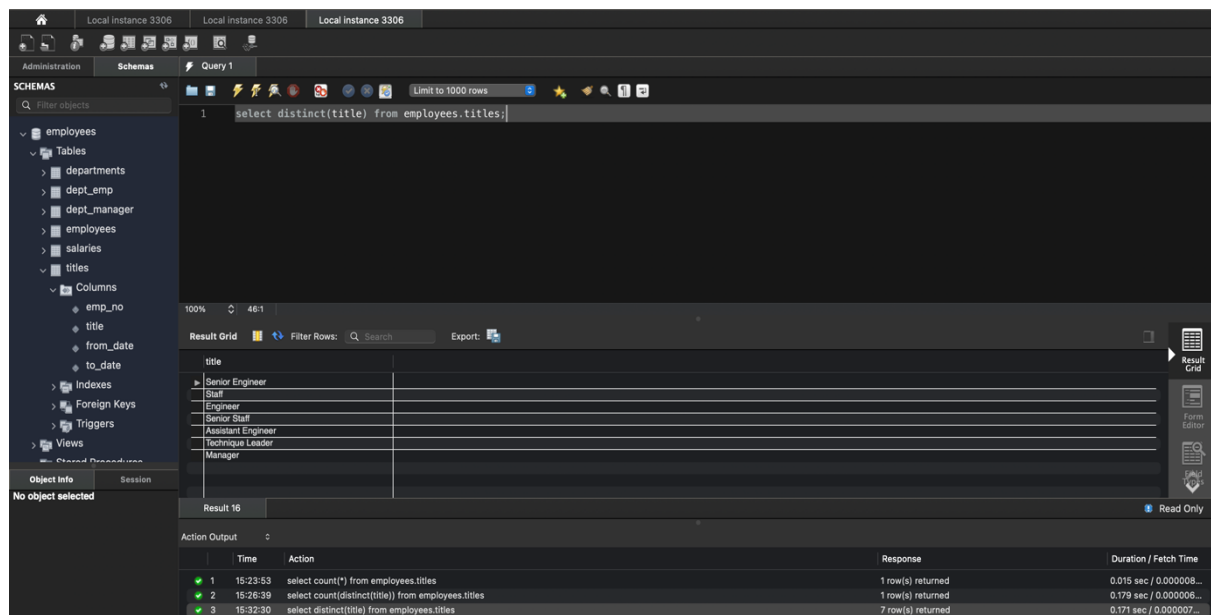 Local instance 3306 Local instance 3306 Local instance 3306
Administration Schemas Query 1
SCHEMAS
Limit to 1000 rows
Filter objects
1 select distinct(title) from employees.titles;
employees
Tables
departments
dept_emp
dept_manager
employees
salaries
titles
Columns
emp_no
title
from_date
to_date
Indexes
Foreign Keys
Triggers
Views
Stored Procedures
Object Info Session
No object selected
100% 46:1
Result Grid Filter Rows: Search Export:
title
Senior Engineer
Staff
Engineer
Senior Staff
Assistant Engineer
Technique Leader
Manager
Result
Grid
Form
Editor
Field
Types
Result 16 Read Only
Action Output
Time Action Response Duration / Fetch Time
1 15:23:53 select count(*) from employees.titles 1 row(s) returned 0.015 sec / 0.000008...
2 15:26:39 select count(distinct(title)) from employees.titles 1 row(s) returned 0.179 sec / 0.000006...
3 15:32:30 select distinct(title) from employees.titles 7 row(s) returned 0.171 sec / 0.000007...